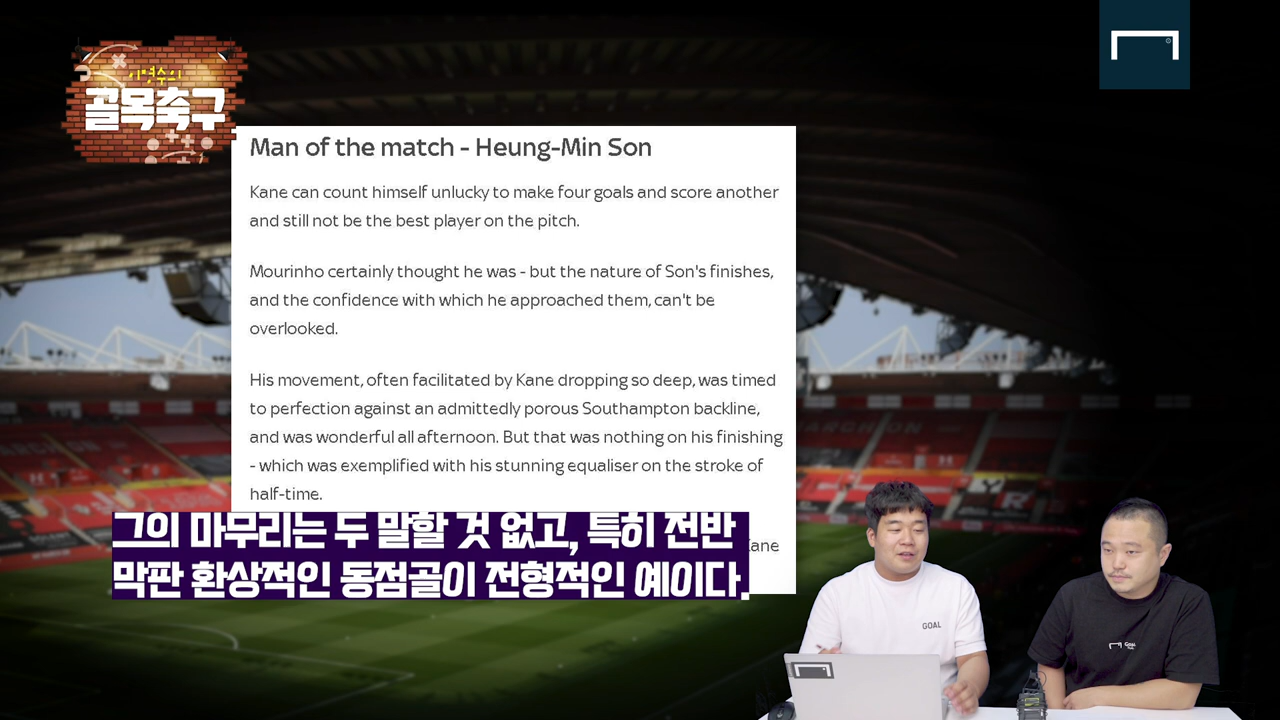 서형욱의
골목축구
Man of the match - Heung-Min Son
Kane can count himself unlucky to make four goals and score another
and still not be the best player on the pitch.
Mourinho certainly thought he was - but the nature of Son's finishes,
and the confidence with which he approached them, can't be
overlooked.
His movement, often facilitated by Kane dropping so deep, was timed
to perfection against an admittedly porous Southampton backline,
and was wonderful all afternoon. But that was nothing on his finishing
- which was exemplified with his stunning equaliser on the stroke of
half-time.
그의 마무리는 두 말할 것 없고, 특히 전반
막판 환상적인 동점골이 전형적인 예이다.
GOAL